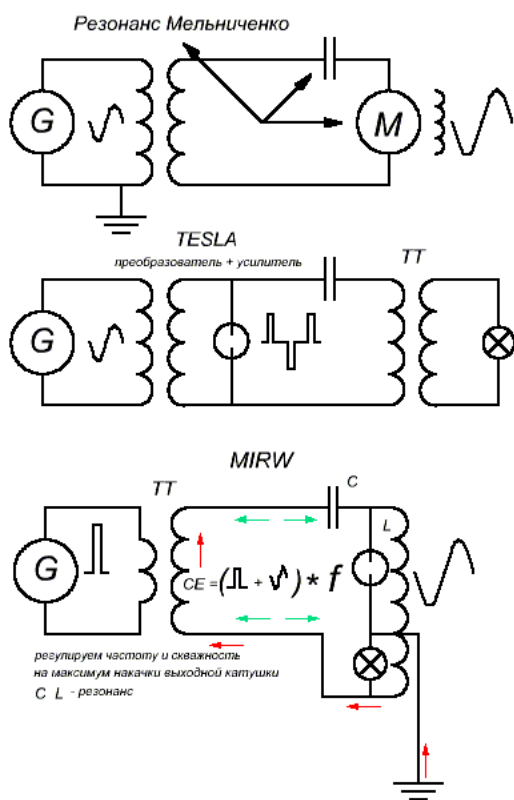 Резонанс Мельниченко
G
M
TESLA
преобразователь + усилитель
TT
G
MIRW
TT
C
L
G
CE =( + ) * f
регулируем частоту и скважность
на максимум накачки выходной катушки
C L - резонанс